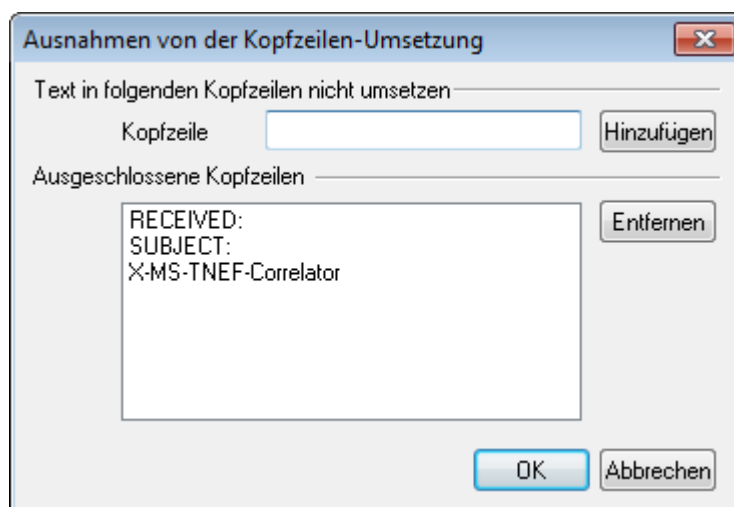 Ausnahmen von der Kopfzeilen-Umsetzung
Text in folgenden Kopfzeilen nicht umsetzen
Kopfzeile
Hinzufügen
Ausgeschlossene Kopfzeilen
RECEIVED:
SUBJECT:
X-MS-TNEF-Correlator
Entfernen
OK
Abbrechen